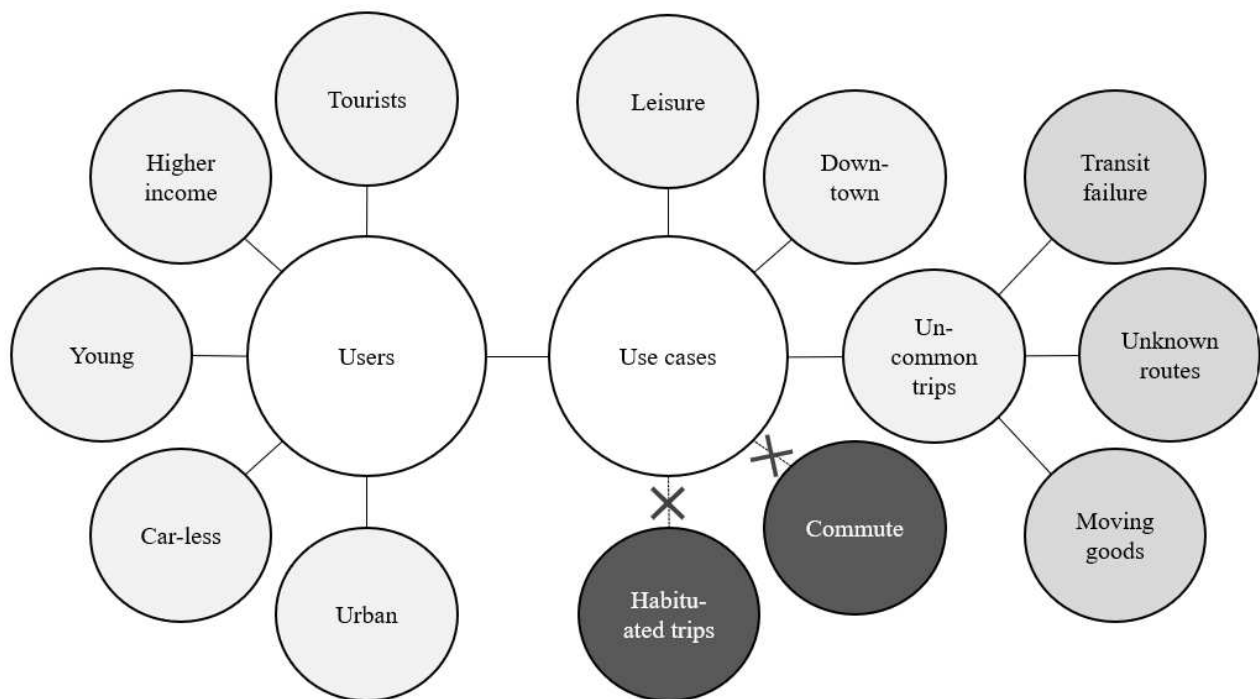 Tourists
Leisure
Higher
income
Down-
town
Transit
failure
Young
Users
Use cases
Un-
common
trips
Unknown
routes
Car-less
Commute
Moving
goods
Urban
Habitu-
ated trips